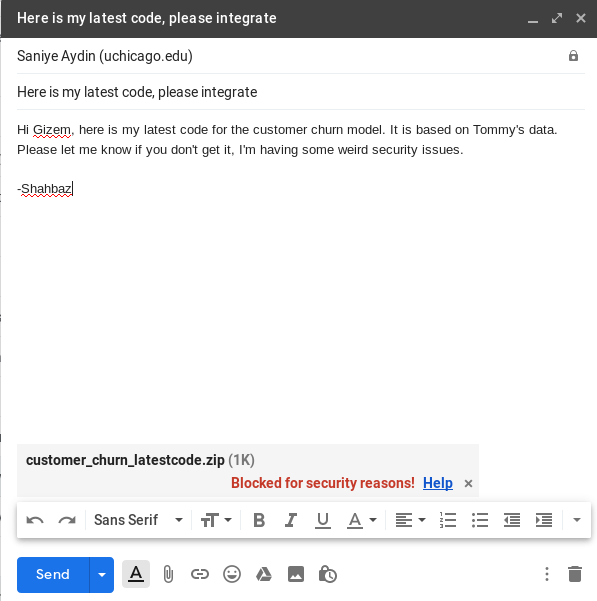 Here is my latest code, please integrate
Saniye Aydin (uchicago.edu)
Here is my latest code, please integrate
Hi Gizem, here is my latest code for the customer churn model. It is based on Tommy's data.
Please let me know if you don't get it, I'm having some weird security issues.
-Shahbaz
customer_churn_latestcode.zip (1K)
Blocked for security reasons! Help ×
Sans Serif
Send